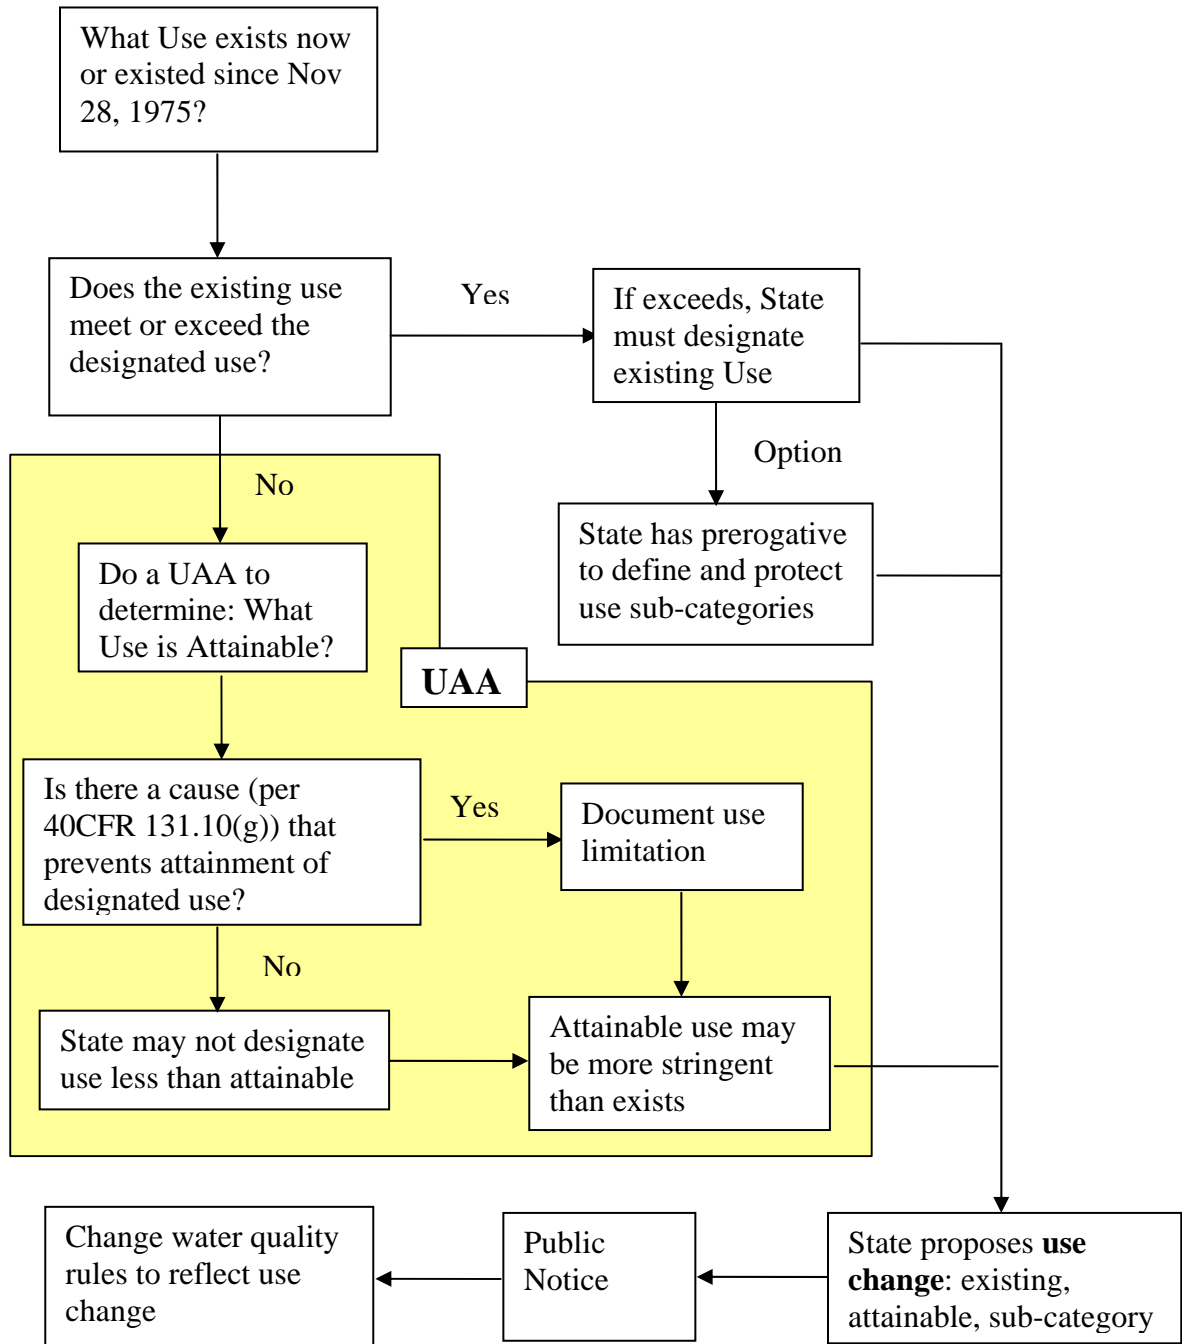 What Use exists now
or existed since Nov
28, 1975?
Does the existing use
meet or exceed the
designated use?
Yes
If exceeds, State
must designate
existing Use
Option
No
State has prerogative
to define and protect
use sub-categories
Do a UAA to
determine: What
Use is Attainable?
UAA
Is there a cause (per
40CFR 131.10(g)) that
prevents attainment of
designated use?
Yes
Document use
limitation
No
State may not designate
use less than attainable
Attainable use may
be more stringent
than exists
State proposes use
change: existing,
attainable, sub-category
Public
Notice
Change water quality
rules to reflect use
change